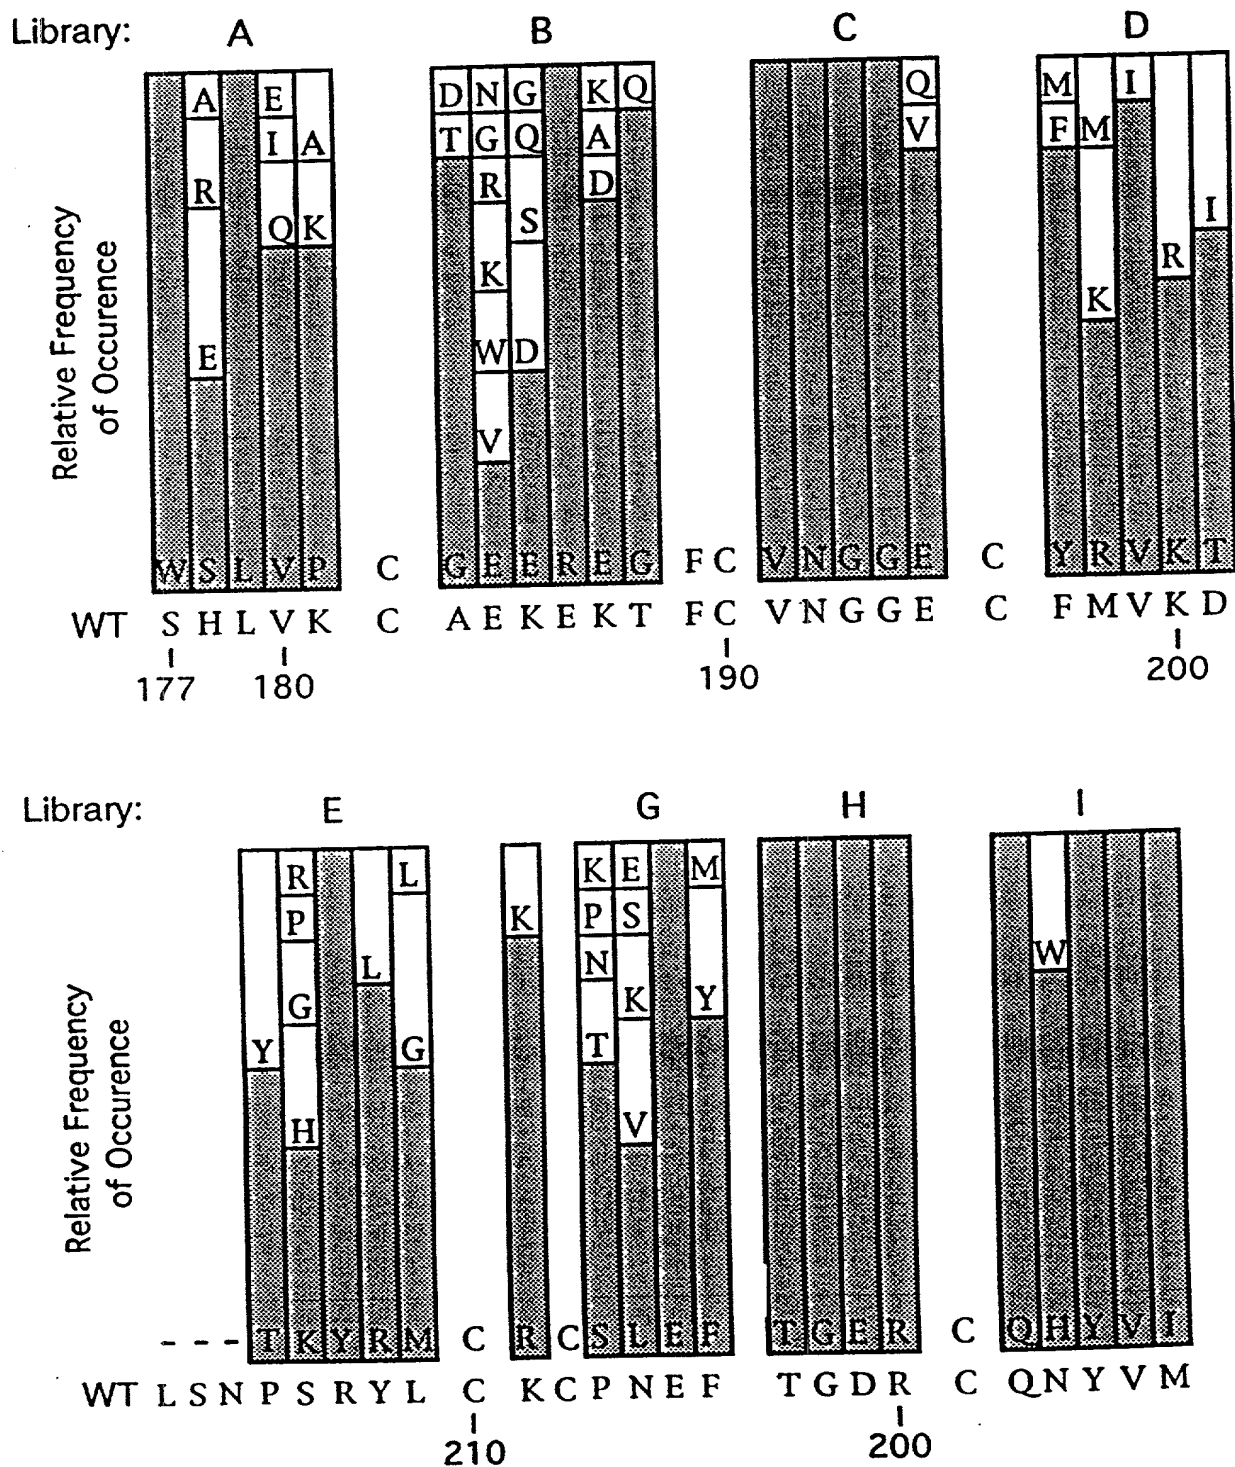 Library: A B C D
A E D N G K Q Q M I
I A T G Q A V F M
R R D
Q K S I
K R
K
E W D
V
Relative Frequency
of Occurence
W S L V P C G E E R E G F C V N G G E C Y R V K T
WT S H L V K C A E K E K T F C V N G G E C F M V K D
177 180 190 200
Library: E G H I
R L K E M
P K P S
L N W
G K Y
Y G T
H V
Relative Frequency
of Occurence
- - - T K Y R M C R C S L E F T G E R C Q H Y V I
WT L S N P S R Y L C K C P N E F T G D R C Q N Y V M
210 200